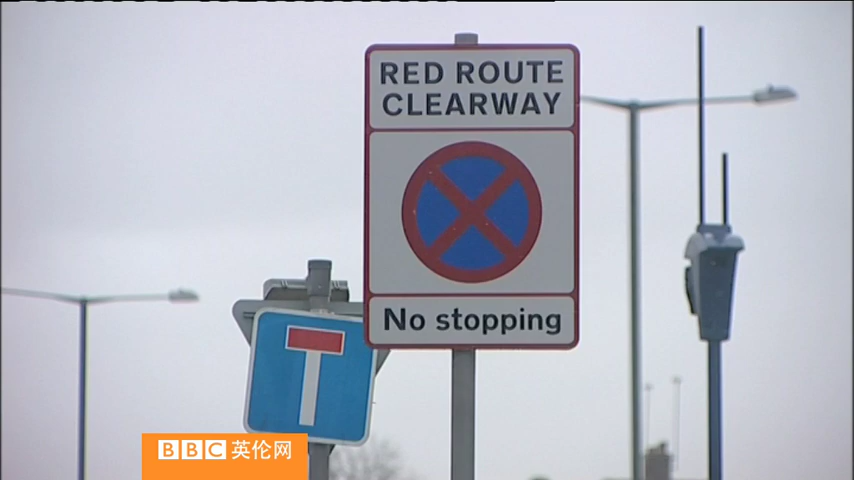 RED ROUTE
CLEARWAY
No stopping
BBC 英伦网